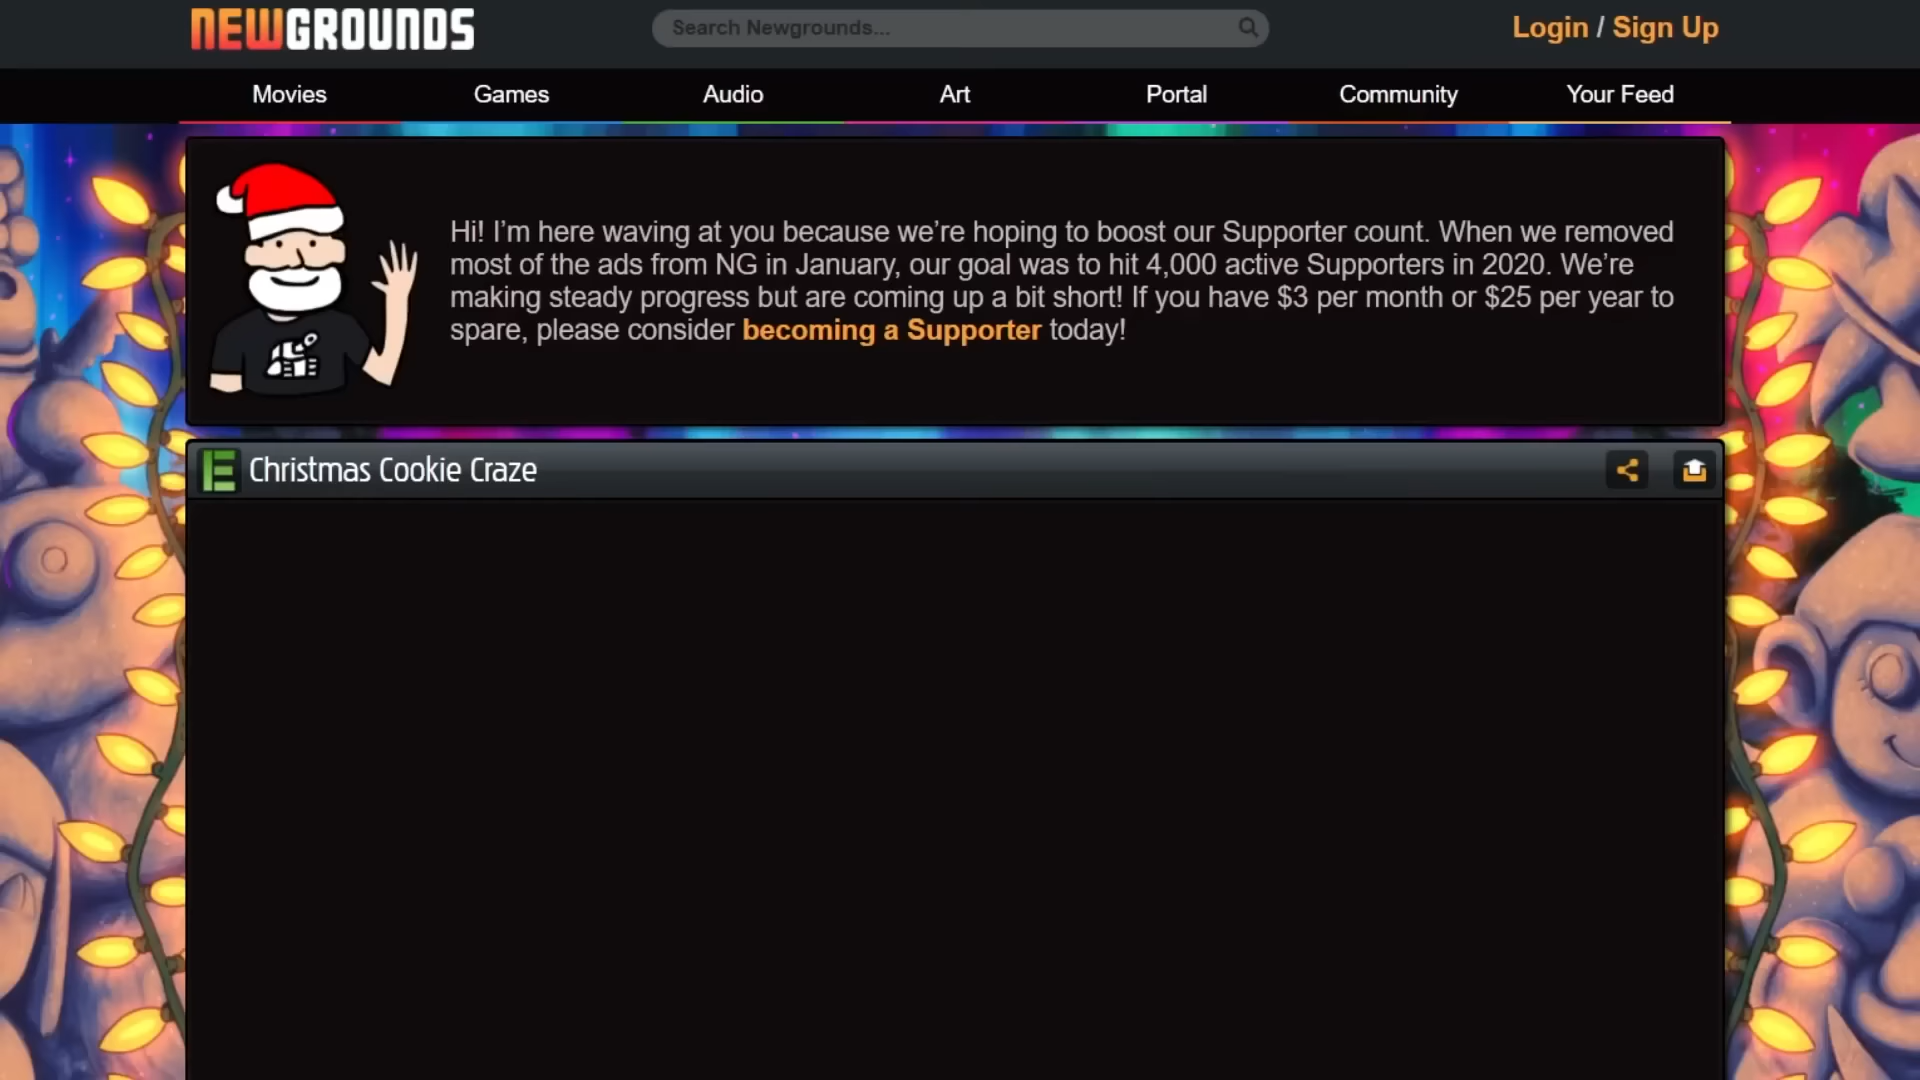 NEWGROUNDS
Search Newgrounds...
Login / Sign Up
Movies
Games
Audio
Art
Portal
Community
Your Feed
Hi! I’m here waving at you because we’re hoping to boost our Supporter count. When we removed
most of the ads from NG in January, our goal was to hit 4,000 active Supporters in 2020. We’re
making steady progress but are coming up a bit short! If you have $3 per month or $25 per year to
spare, please consider becoming a Supporter today!
E Christmas Cookie Craze